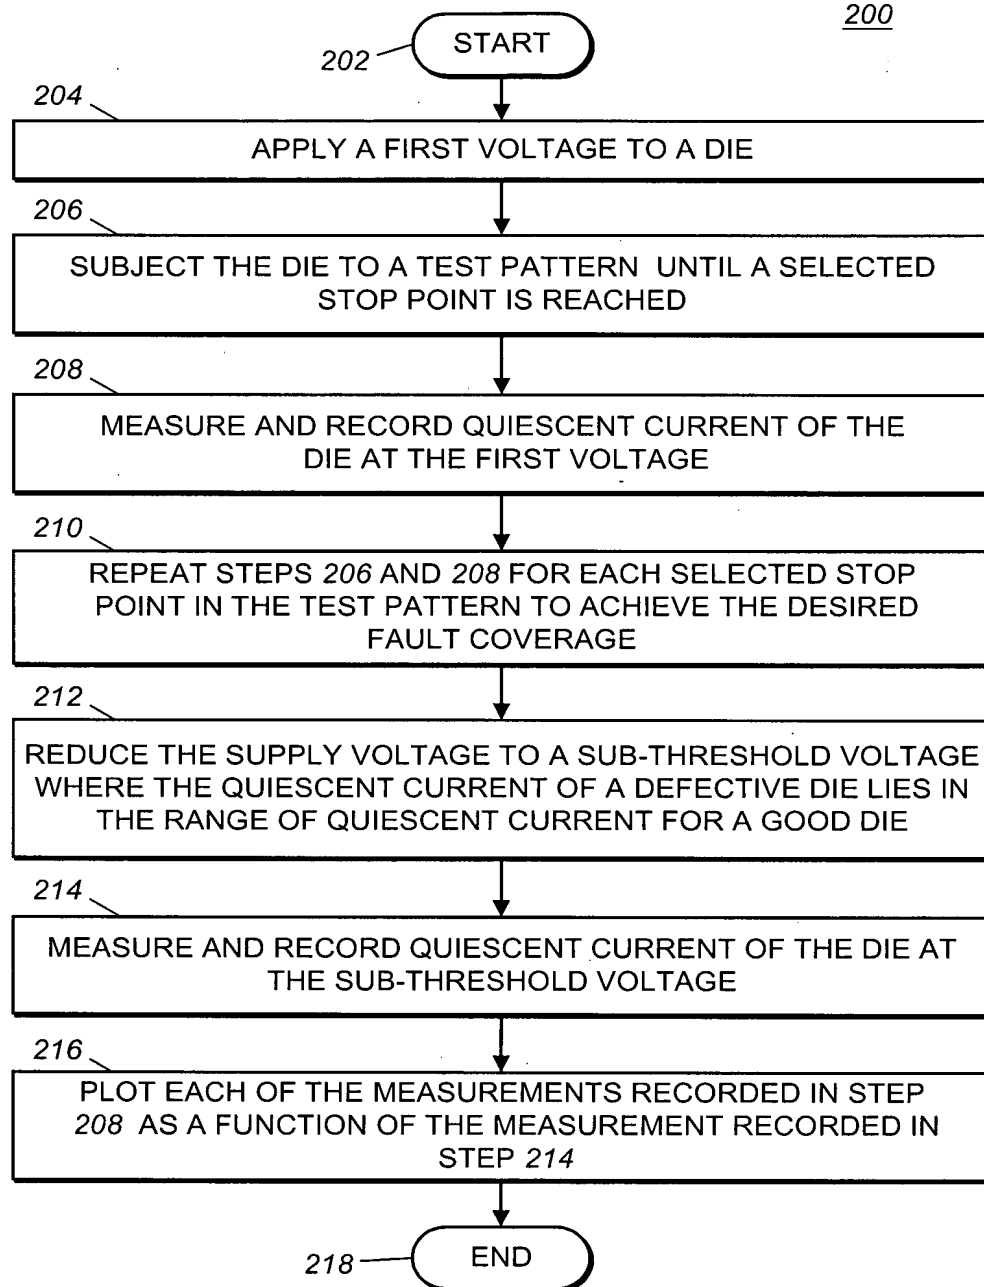 200
START
202
204
APPLY A FIRST VOLTAGE TO A DIE
206
SUBJECT THE DIE TO A TEST PATTERN UNTIL A SELECTED
STOP POINT IS REACHED
208
MEASURE AND RECORD QUIESCENT CURRENT OF THE
DIE AT THE FIRST VOLTAGE
210
REPEAT STEPS 206 AND 208 FOR EACH SELECTED STOP
POINT IN THE TEST PATTERN TO ACHIEVE THE DESIRED
FAULT COVERAGE
212
REDUCE THE SUPPLY VOLTAGE TO A SUB-THRESHOLD VOLTAGE
WHERE THE QUIESCENT CURRENT OF A DEFECTIVE DIE LIES IN
THE RANGE OF QUIESCENT CURRENT FOR A GOOD DIE
214
MEASURE AND RECORD QUIESCENT CURRENT OF THE DIE AT
THE SUB-THRESHOLD VOLTAGE
216
PLOT EACH OF THE MEASUREMENTS RECORDED IN STEP
208 AS A FUNCTION OF THE MEASUREMENT RECORDED IN
STEP 214
END
218